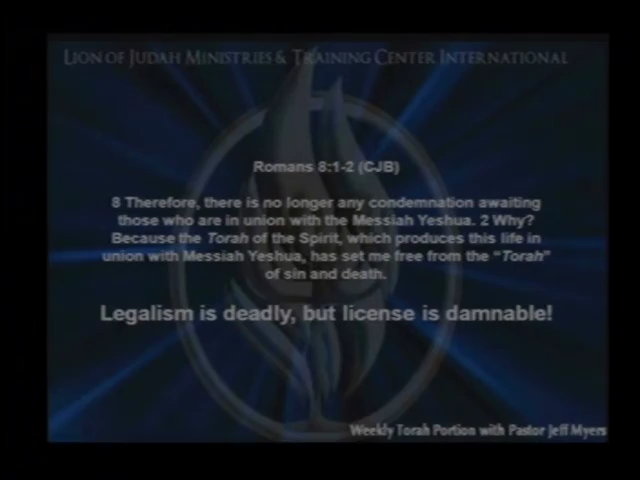 LION OF JUDAH MINISTRIES & TRAINING CENTER INTERNATIONAL
Romans 8:1-2 (CJB)
8 Therefore, there is no longer any condemnation awaiting
those who are in union with the Messiah Yeshua. 2 Why?
Because the Torah of the Spirit, which produces this life in
union with Messiah Yeshua, has set me free from the “Torah”
of sin and death.
Legalism is deadly, but license is damnable!
Weekly Torah Portion with Pastor Jeff Myers